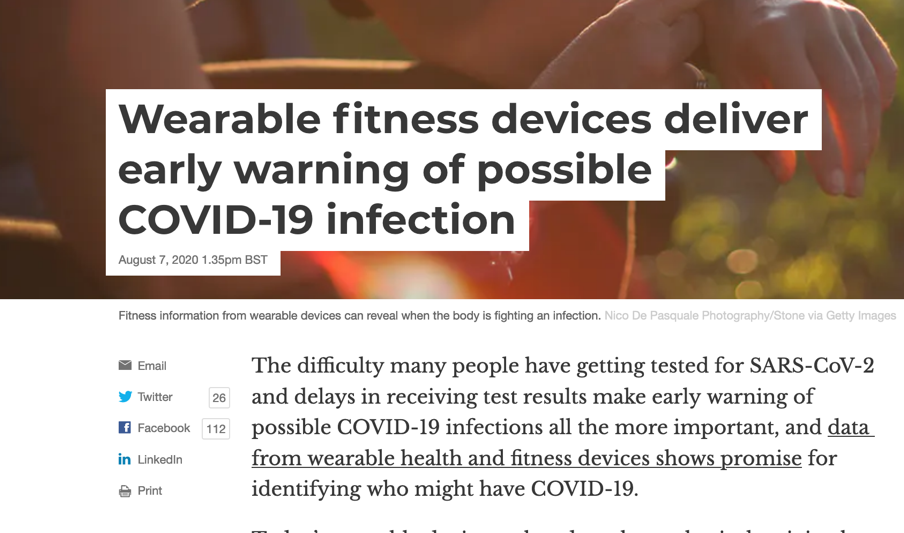 Wearable fitness devices deliver
early warning of possible
COVID-19 infection
August 7, 2020 1.35pm BST
Fitness information from wearable devices can reveal when the body is fighting an infection. Nico De Pasquale Photography/Stone via Getty Images
Email
Twitter 26
Facebook 112
LinkedIn
Print
The difficulty many people have getting tested for SARS-CoV-2
and delays in receiving test results make early warning of
possible COVID-19 infections all the more important, and data
from wearable health and fitness devices shows promise for
identifying who might have COVID-19.